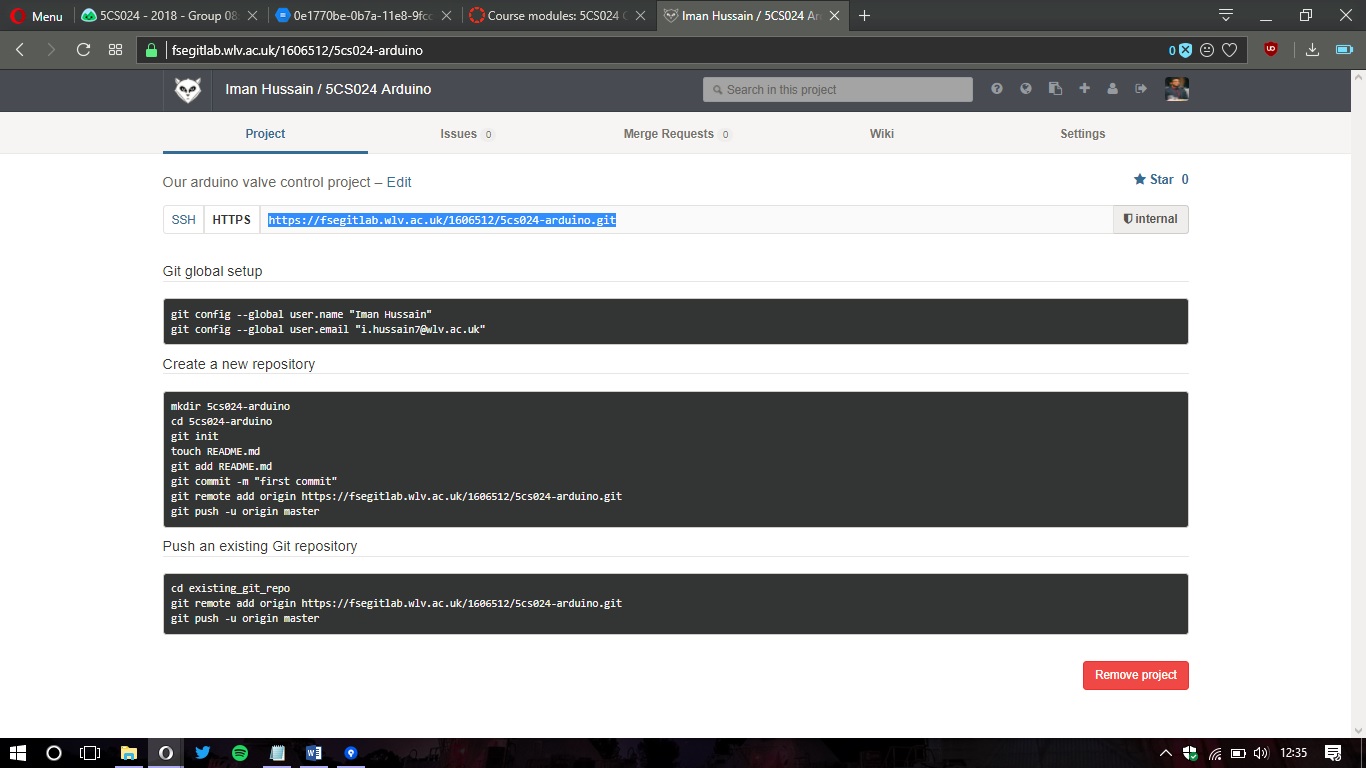 Menu
5CS024 - 2018 - Group 08
0e1770be-0b7a-11e8-9fcc
Course modules: 5CS024
Iman Hussain / 5CS024 Ar
fsegitlab.wlv.ac.uk/1606512/5cs024-arduino
0
Iman Hussain / 5CS024 Arduino
Search in this project
Project
Issues 0
Merge Requests 0
Wiki
Settings
Our arduino valve control project – Edit
Star 0
SSH
HTTPS
https://fsegitlab.wlv.ac.uk/1606512/5cs024-arduino.git
internal
Git global setup
git config --global user.name "Iman Hussain"
git config --global user.email "i.hussain7@wlv.ac.uk"
Create a new repository
mkdir 5cs024-arduino
cd 5cs024-arduino
git init
touch README.md
git add README.md
git commit -m "first commit"
git remote add origin https://fsegitlab.wlv.ac.uk/1606512/5cs024-arduino.git
git push -u origin master
Push an existing Git repository
cd existing_git_repo
git remote add origin https://fsegitlab.wlv.ac.uk/1606512/5cs024-arduino.git
git push -u origin master
Remove project
12:35